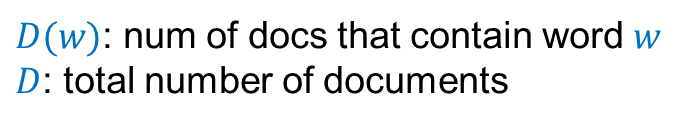 D(w): num of docs that contain word w
D: total number of documents